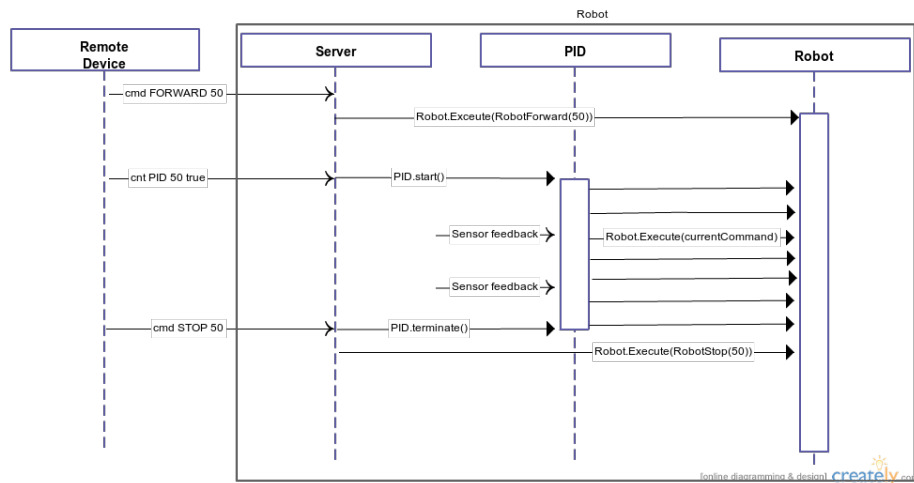 Robot
Remote
Device
Server
PID
Robot
cmd FORWARD 50
Robot.Exceute(RobotForward(50))
cnt PID 50 true
PID.start()
Sensor feedback
Robot.Execute(currentCommand)
Sensor feedback
cmd STOP 50
PID.terminate()
Robot.Execute(RobotStop(50))
[online diagramming & design] creately.co